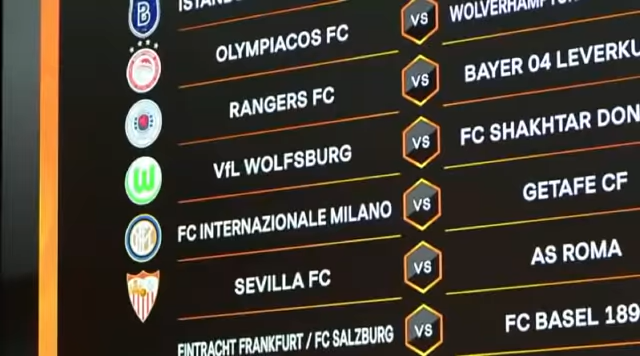 OLYMPIACOS FC VS WOLVERHAMPTON
RANGERS FC VS BAYER 04 LEVERKU
VfL WOLFSBURG VS FC SHAKHTAR DON
FC INTERNAZIONALE MILANO VS GETAFE CF
SEVILLA FC VS AS ROMA
EINTRACHT FRANKFURT / FC SALZBURG VS FC BASEL 189